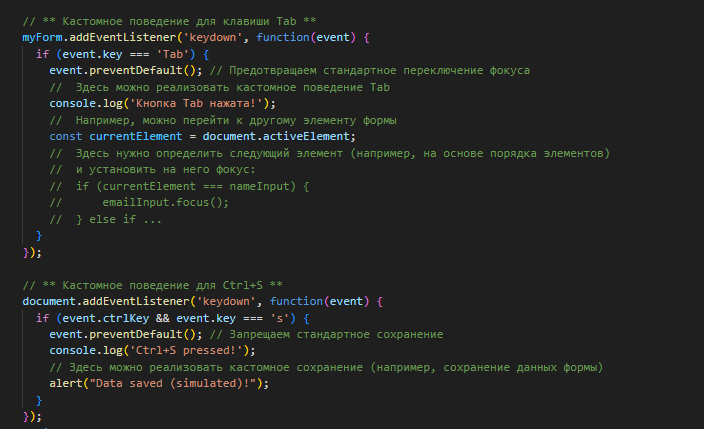 // ** Кастомное поведение для клавиши Tab **
myForm.addEventListener('keydown', function(event) {
  if (event.key === 'Tab') {
    event.preventDefault(); // Предотвращаем стандартное переключение фокуса
    //  Здесь можно реализовать кастомное поведение Tab
    console.log('Кнопка Tab нажата!');
    //  Например, можно перейти к другому элементу формы
    const currentElement = document.activeElement;
    //  Здесь нужно определить следующий элемент (например, на основе порядка элементов)
    //  и установить на него фокус:
    //  if (currentElement === nameInput) {
    //      emailInput.focus();
    //  } else if ...
  }
});

// ** Кастомное поведение для Ctrl+S **
document.addEventListener('keydown', function(event) {
  if (event.ctrlKey && event.key === 's') {
    event.preventDefault(); // Запрещаем стандартное сохранение
    console.log('Ctrl+S pressed!');
    // Здесь можно реализовать кастомное сохранение (например, сохранение данных формы)
    alert("Data saved (simulated)!");
  }
});